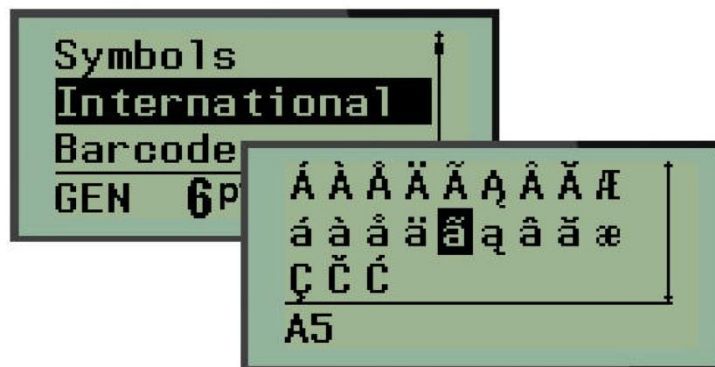 Symbols
International
Barcode
GEN 6P
Á À Å Ä Ã Ą Â Ă Æ
á à å ä ã ą â ă æ
Ç Č Ć
A5